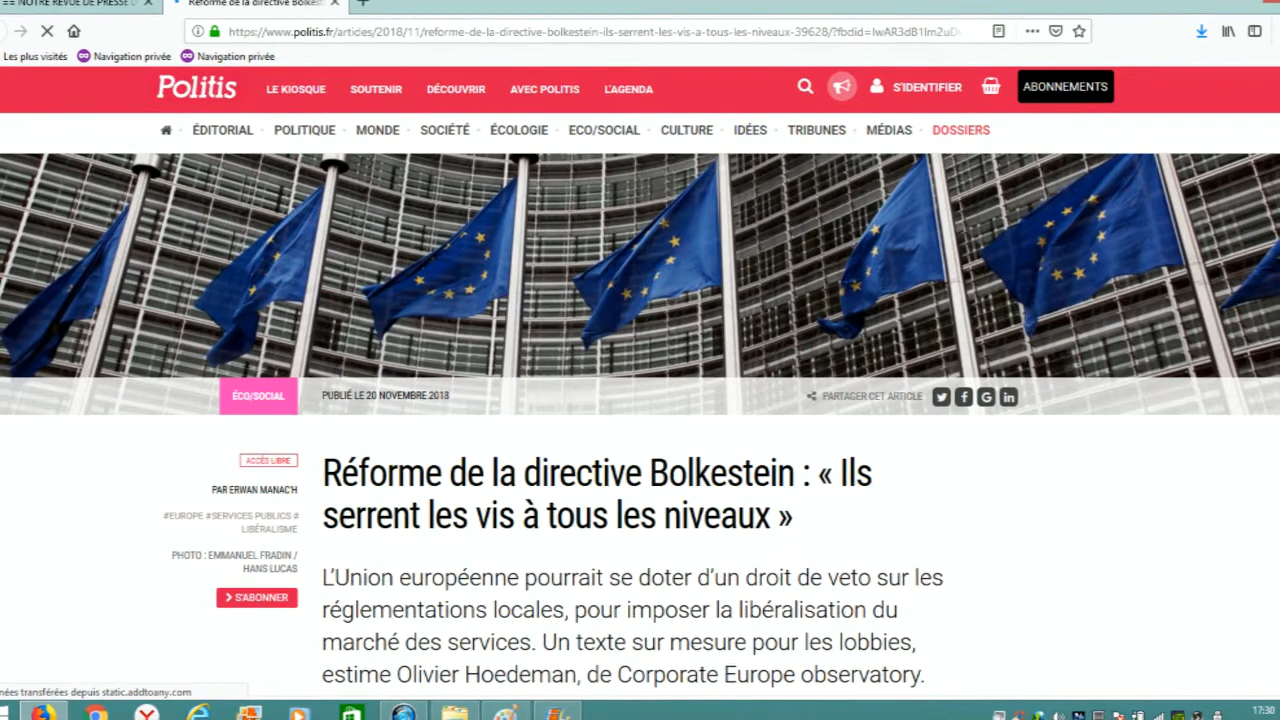 == NOTRE REVUE DE PRESSE
Réforme de la directive Bolkest
https://www.politis.fr/articles/2018/11/reforme-de-la-directive-bolkestein-ils-serrent-les-vis-a-tous-les-niveaux-39628/?fbclid=IwAR3dB1Im2uD
Les plus visités Navigation privée Navigation privée
Politis LE KIOSQUE SOUTENIR DÉCOUVRIR AVEC POLITIS L'AGENDA S'IDENTIFIER ABONNEMENTS
ÉDITORIAL POLITIQUE MONDE SOCIÉTÉ ÉCOLOGIE ECO/SOCIAL CULTURE IDÉES TRIBUNES MÉDIAS DOSSIERS
ÉCO/SOCIAL PUBLIÉ LE 20 NOVEMBRE 2018 PARTAGER CET ARTICLE
ACCÈS LIBRE
PAR ERWAN MANAC'H
#EUROPE #SERVICES PUBLICS #
LIBÉRALISME
PHOTO : EMMANUEL FRADIN /
HANS LUCAS
S'ABONNER
Réforme de la directive Bolkestein : « Ils
serrent les vis à tous les niveaux »
L'Union européenne pourrait se doter d'un droit de veto sur les
réglementations locales, pour imposer la libéralisation du
marché des services. Un texte sur mesure pour les lobbies,
estime Olivier Hoedeman, de Corporate Europe observatory.
nées transférées depuis static.addtoany.com
17:30